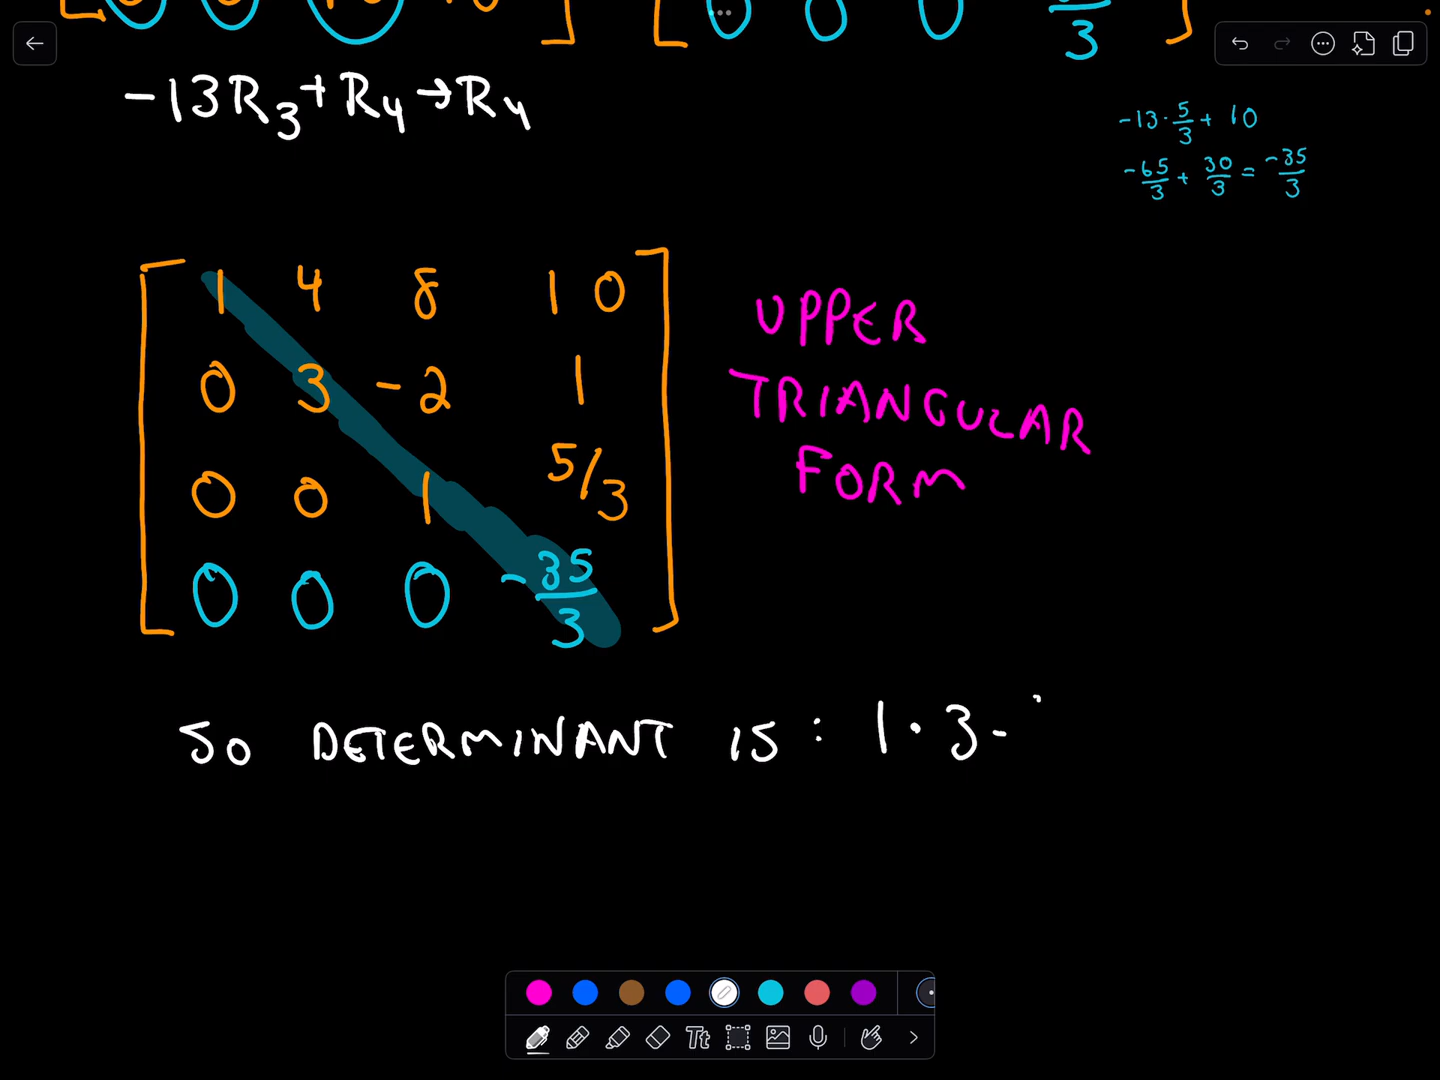 3
-13R₃+R₄→R₄
-13·5/3+ 10
-65/3 + 30/3 = -35/3
1 4 8 10
0 3 -2 1
0 0 1 5/3
0 0 0 -35/3
UPPER
TRIANGULAR
FORM
SO DETERMINANT IS : 1·3-
Tt